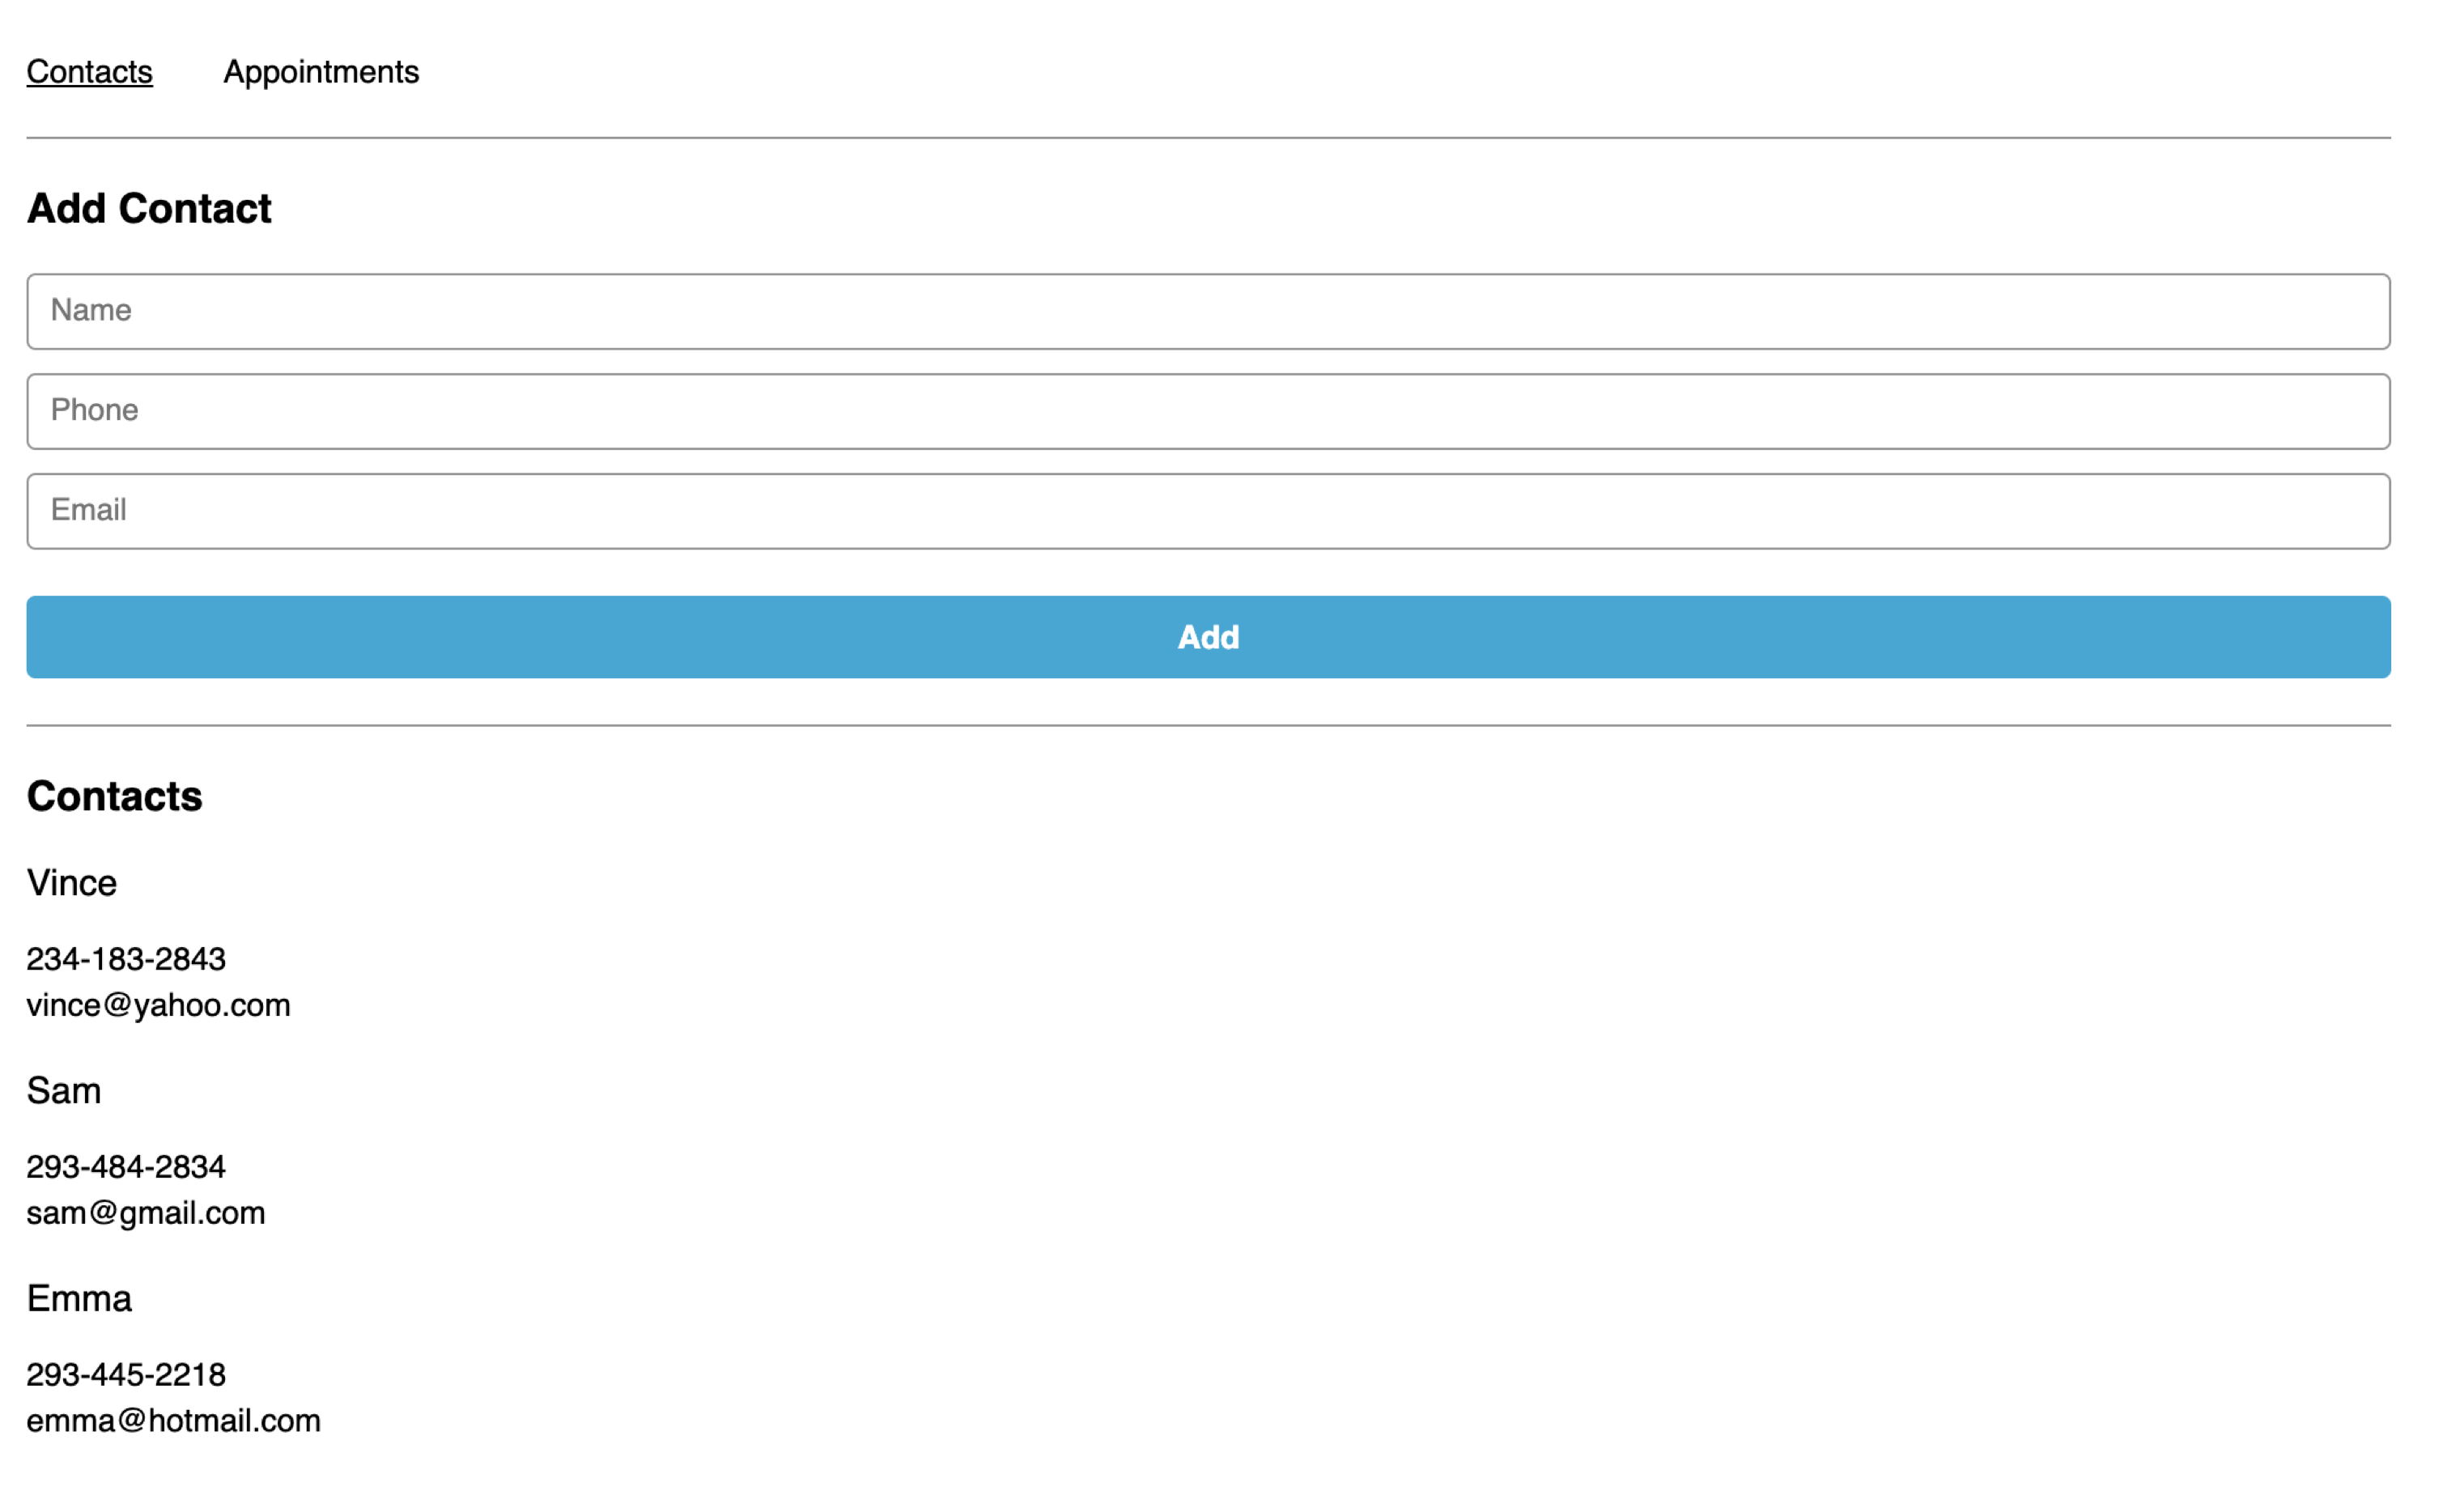 Contacts Appointments
Add Contact
Name
Phone
Email
Add
Contacts
Vince
234-183-2843
vince@yahoo.com
Sam
293-484-2834
sam@gmail.com
Emma
293-445-2218
emma@hotmail.com